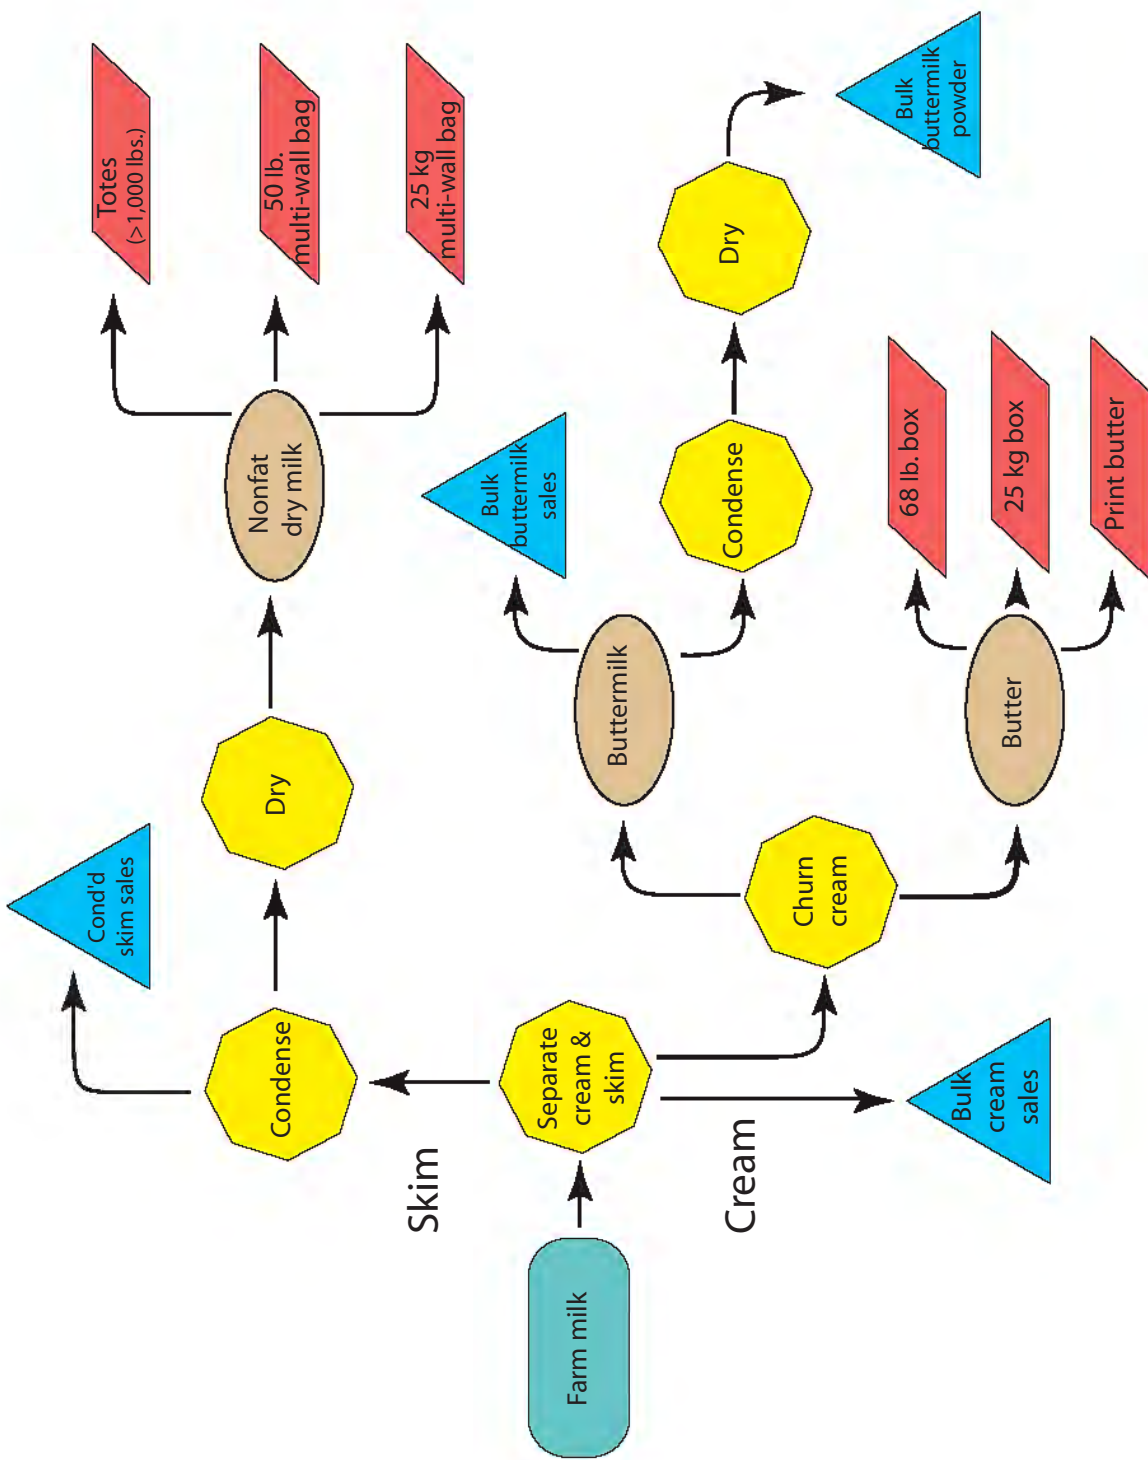 Farm milk
Separate
cream &
skim
Skim
Cream
Condense
Cond'd
skim sales
Dry
Nonfat
dry milk
Totes
(>1,000 lbs.)
50 lb.
multi-wall bag
25 kg
multi-wall bag
Bulk
cream
sales
Churn
cream
Buttermilk
Bulk
buttermilk
sales
Condense
Dry
Bulk
buttermilk
powder
Butter
68 lb. box
25 kg box
Print butter